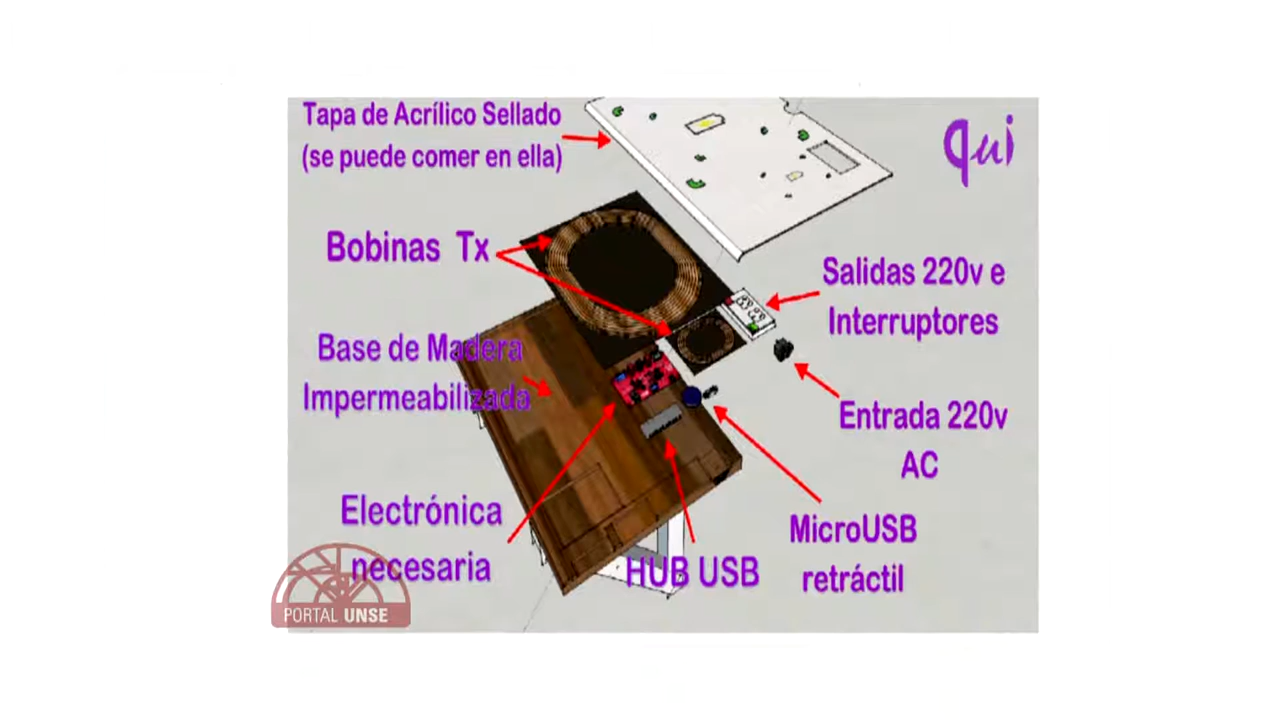 Tapa de Acrílico Sellado
(se puede comer en ella)
qui
Bobinas Tx
Salidas 220v e
Interruptores
Base de Madera
Impermeabilizada
Entrada 220v
AC
Electrónica
necesaria
HUB USB
MicroUSB
retráctil
PORTAL UNSE